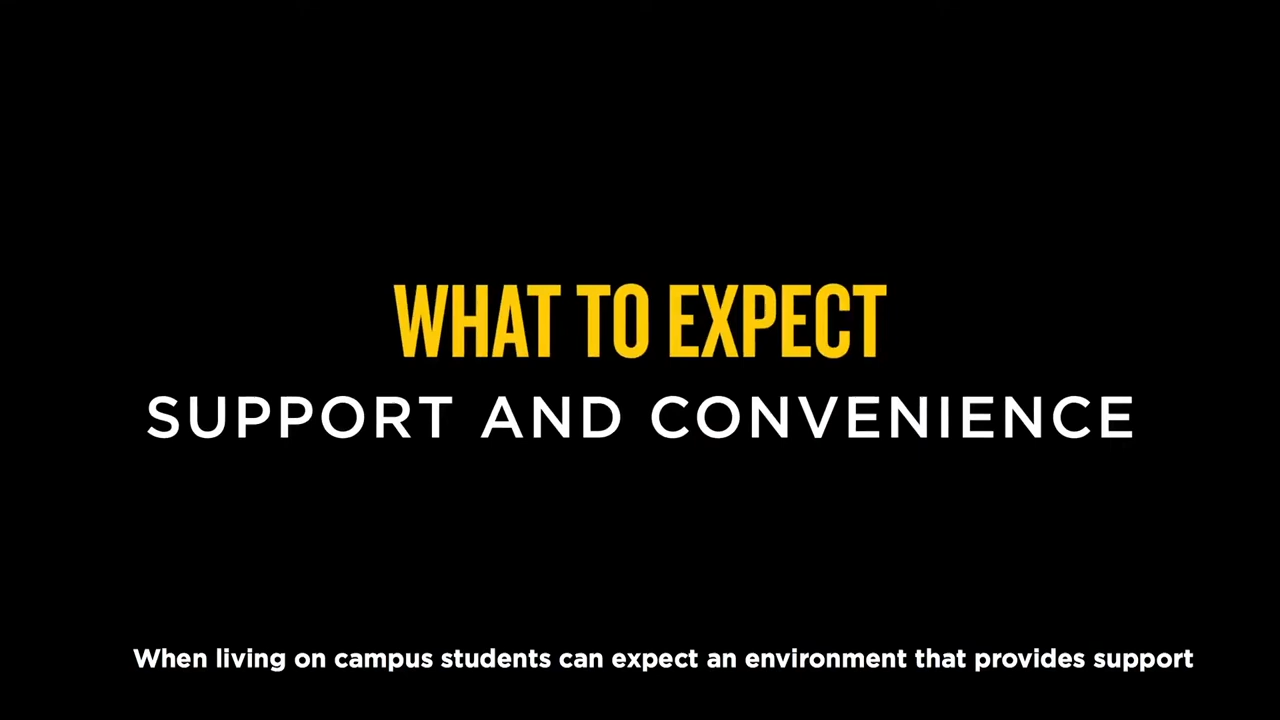 WHAT TO EXPECT
SUPPORT AND CONVENIENCE
When living on campus students can expect an environment that provides support